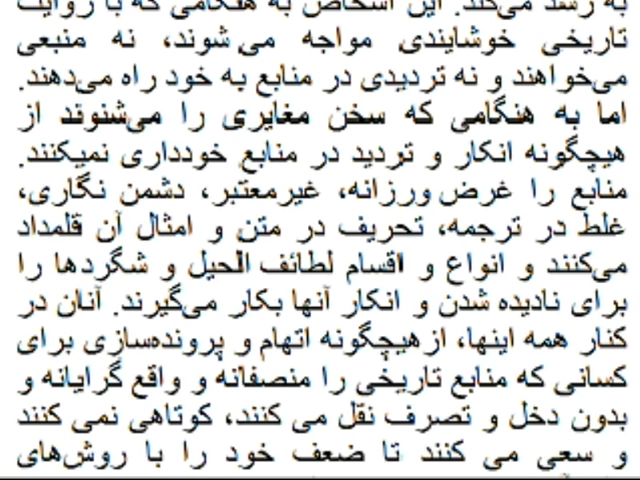 به رشد می‌کند. این اشخاص به هنگامی که با روایت
تاریخی خوشایندی مواجه می شوند، نه منبعی
می‌خواهند و نه تردیدی در منابع به خود راه می‌دهند.
اما به هنگامی که سخن مغایری را می‌شنوند از
هیچگونه انکار و تردید در منابع خودداری نمیکنند.
منابع را غرض ورزانه، غیرمعتبر، دشمن نگاری،
غلط در ترجمه، تحریف در متن و امثال آن قلمداد
می‌کنند و انواع و اقسام لطائف الحیل و شگردها را
برای نادیده شدن و انکار آنها بکار می‌گیرند. آنان در
کنار همه اینها، از هیچگونه اتهام و پرونده‌سازی برای
کسانی که منابع تاریخی را منصفانه و واقع گرایانه و
بدون دخل و تصرف نقل می کنند، کوتاهی نمی کنند
و سعی می کنند تا ضعف خود را با روش‌های